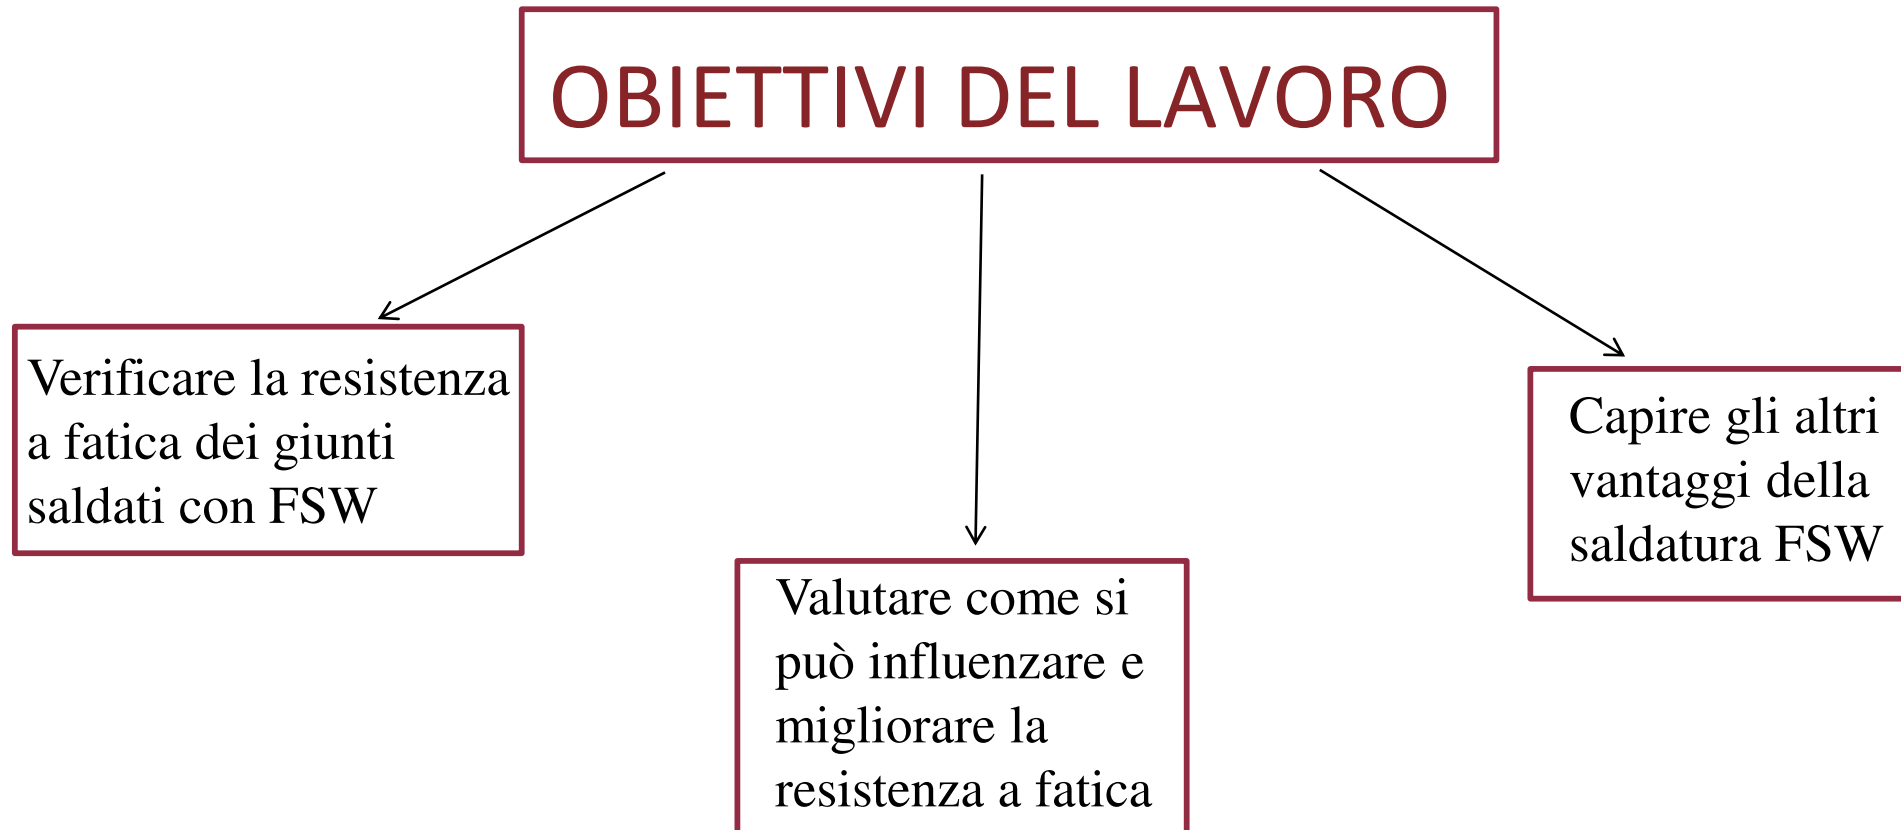 OBIETTIVI DEL LAVORO
Verificare la resistenza
a fatica dei giunti
saldati con FSW
Valutare come si
può influenzare e
migliorare la
resistenza a fatica
Capire gli altri
vantaggi della
saldatura FSW